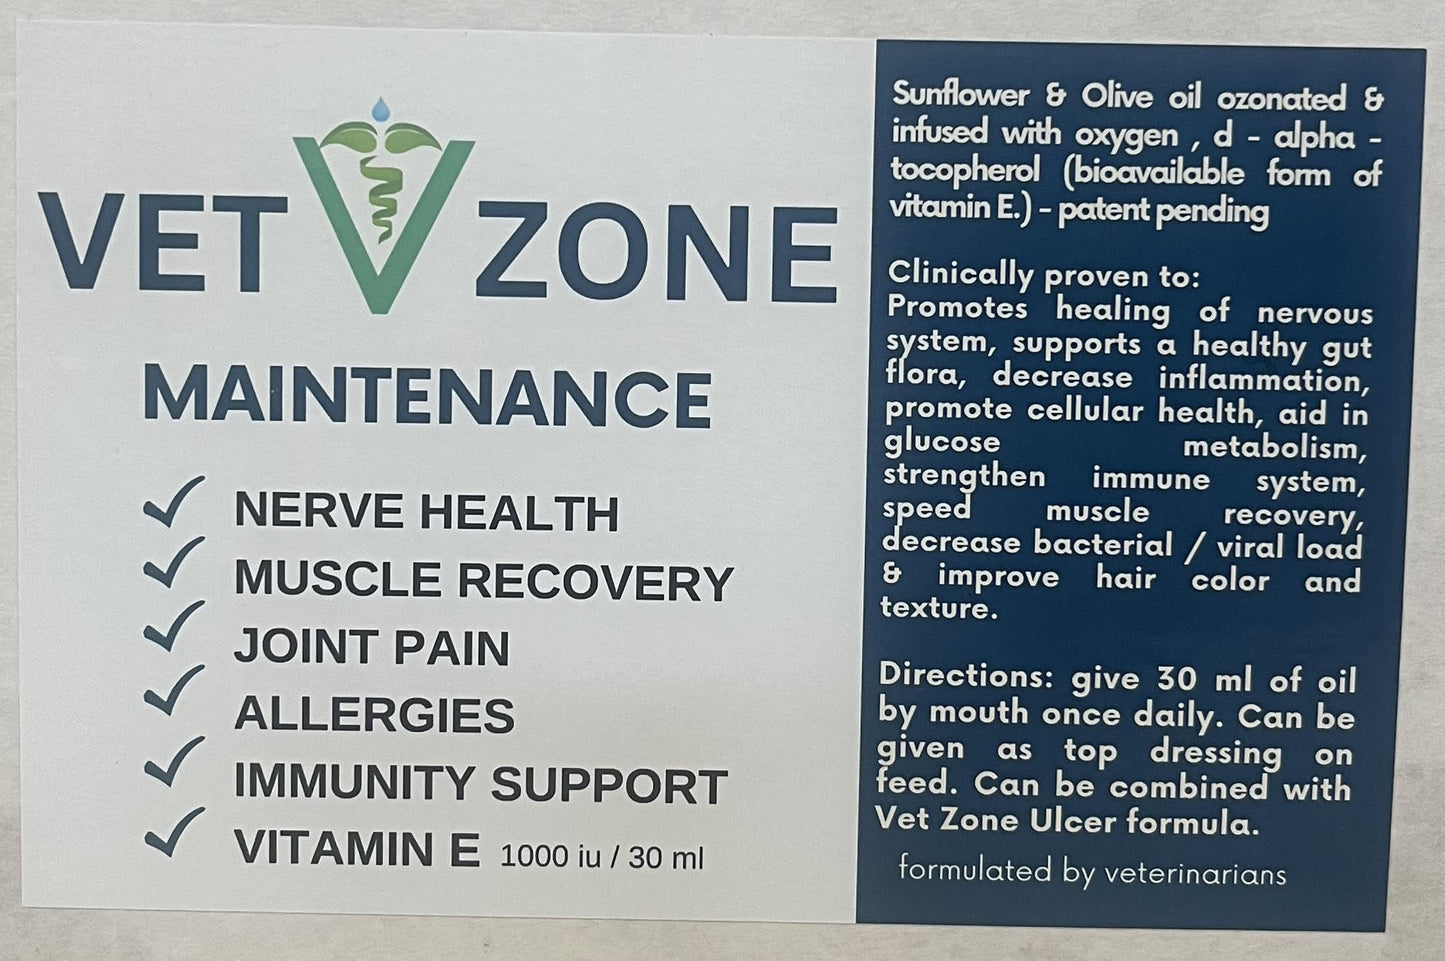 VET ZONE
MAINTENANCE
NERVE HEALTH
MUSCLE RECOVERY
JOINT PAIN
ALLERGIES
IMMUNITY SUPPORT
VITAMIN E 1000 iu / 30 ml
Sunflower & Olive oil ozonated &
infused with oxygen , d - alpha -
tocopherol (bioavailable form of
vitamin E.) - patent pending
Clinically proven to:
Promotes healing of nervous
system, supports a healthy gut
flora, decrease inflammation,
promote cellular health, aid in
glucose metabolism,
strengthen immune system,
speed muscle recovery,
decrease bacterial / viral load
& improve hair color and
texture.
Directions: give 30 ml of oil
by mouth once daily. Can be
given as top dressing on
feed. Can be combined with
Vet Zone Ulcer formula.
formulated by veterinarians